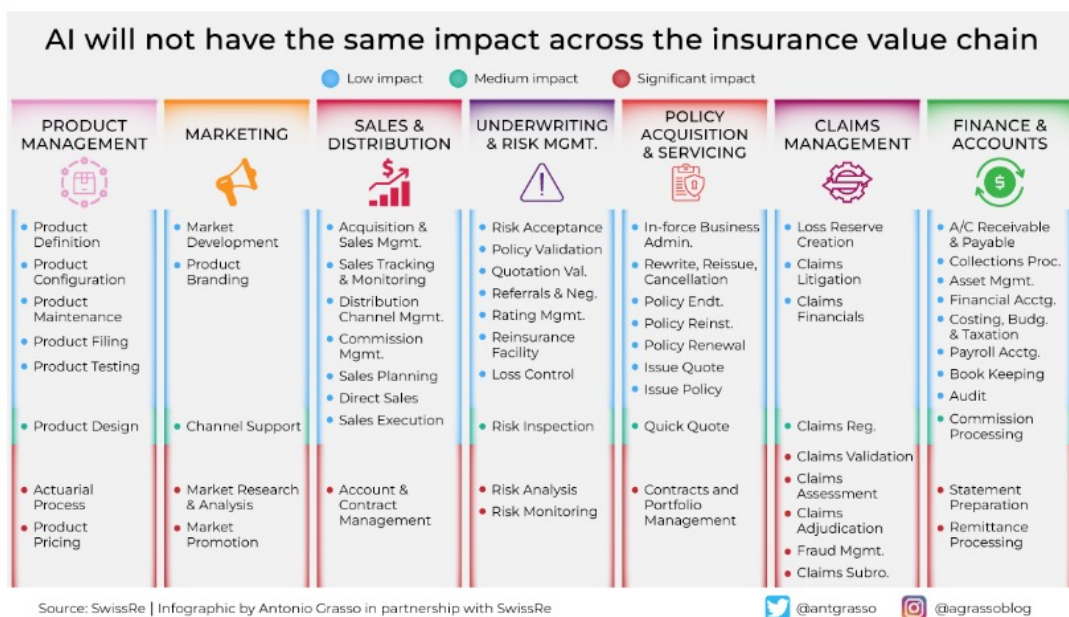 AI will not have the same impact across the insurance value chain
Low impact
Medium impact
Significant impact
PRODUCT
MANAGEMENT
Product
Definition
Product
Configuration
Product
Maintenance
Product Filing
Product Testing
Product Design
Actuarial
Process
Product
Pricing
MARKETING
Market
Development
Product
Branding
Channel Support
Market Research
& Analysis
Market
Promotion
SALES &
DISTRIBUTION
$
Acquisition &
Sales Mgmt.
Sales Tracking
& Monitoring
Distribution
Channel Mgmt.
Commission
Mgmt.
Sales Planning
Direct Sales
Sales Execution
Account &
Contract
Management
UNDERWRITING
& RISK MGMT.
!
Risk Acceptance
Policy Validation
Quotation Val.
Referrals & Neg.
Rating Mgmt.
Reinsurance
Facility
Loss Control
Risk Inspection
Risk Analysis
Risk Monitoring
POLICY
ACQUISITION
& SERVICING
In-force Business
Admin.
Rewrite, Reissue,
Cancellation
Policy Endt.
Policy Reinst.
Policy Renewal
Issue Quote
Issue Policy
Quick Quote
Contracts and
Portfolio
Management
CLAIMS
MANAGEMENT
Loss Reserve
Creation
Claims
Litigation
Claims
Financials
Claims Reg.
Claims Validation
Claims
Assessment
Claims
Adjudication
Fraud Mgmt.
Claims Subro.
FINANCE &
ACCOUNTS
$
A/C Receivable
& Payable
Collections Proc.
Asset Mgmt.
Financial Acctg.
Costing, Budg.
& Taxation
Payroll Acctg.
Book Keeping
Audit
Commission
Processing
Statement
Preparation
Remittance
Processing
Source: SwissRe | Infographic by Antonio Grasso in partnership with SwissRe
@antgrasso
@agrassoblog